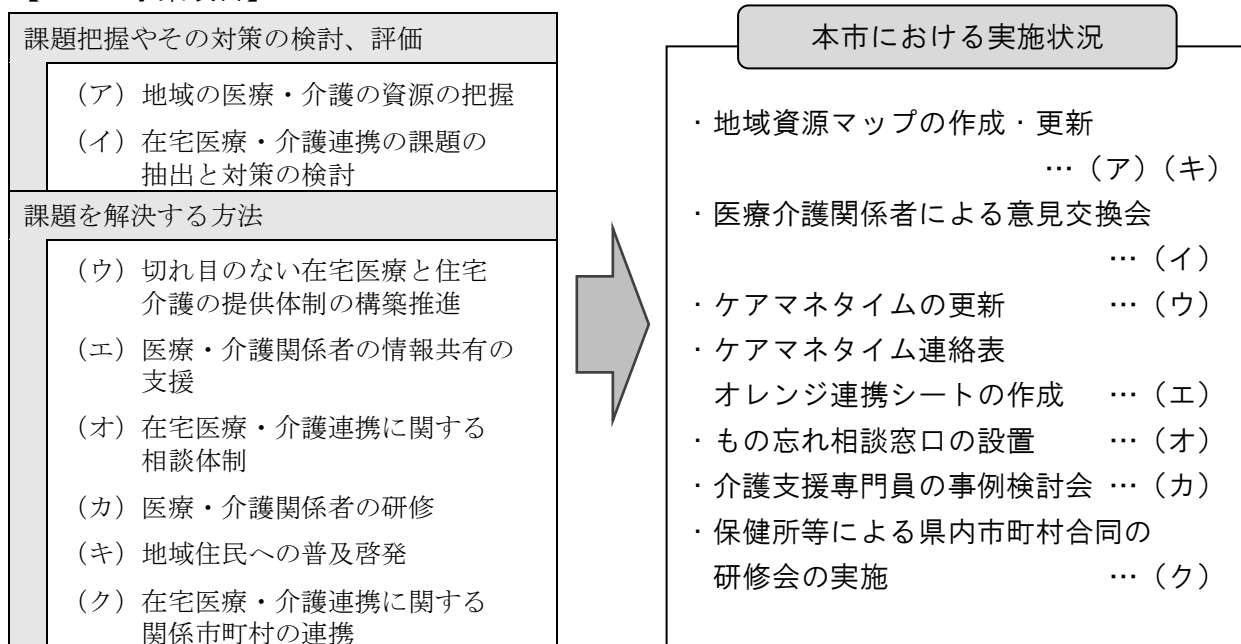 課題把握やその対策の検討、評価
（ア）地域の医療・介護の資源の把握
（イ）在宅医療・介護連携の課題の
抽出と対策の検討
課題を解決する方法
（ウ）切れ目のない在宅医療と住宅
介護の提供体制の構築推進
（エ）医療・介護関係者の情報共有の
支援
（オ）在宅医療・介護連携に関する
相談体制
（カ）医療・介護関係者の研修
（キ）地域住民への普及啓発
（ク）在宅医療・介護連携に関する
関係市町村の連携
本市における実施状況
・地域資源マップの作成・更新
…（ア）（キ）
・医療介護関係者による意見交換会
…（イ）
・ケアマネタイムの更新 …（ウ）
・ケアマネタイム連絡表
オレンジ連携シートの作成 …（エ）
・もの忘れ相談窓口の設置 …（オ）
・介護支援専門員の事例検討会 …（カ）
・保健所等による県内市町村合同の
研修会の実施 …（ク）